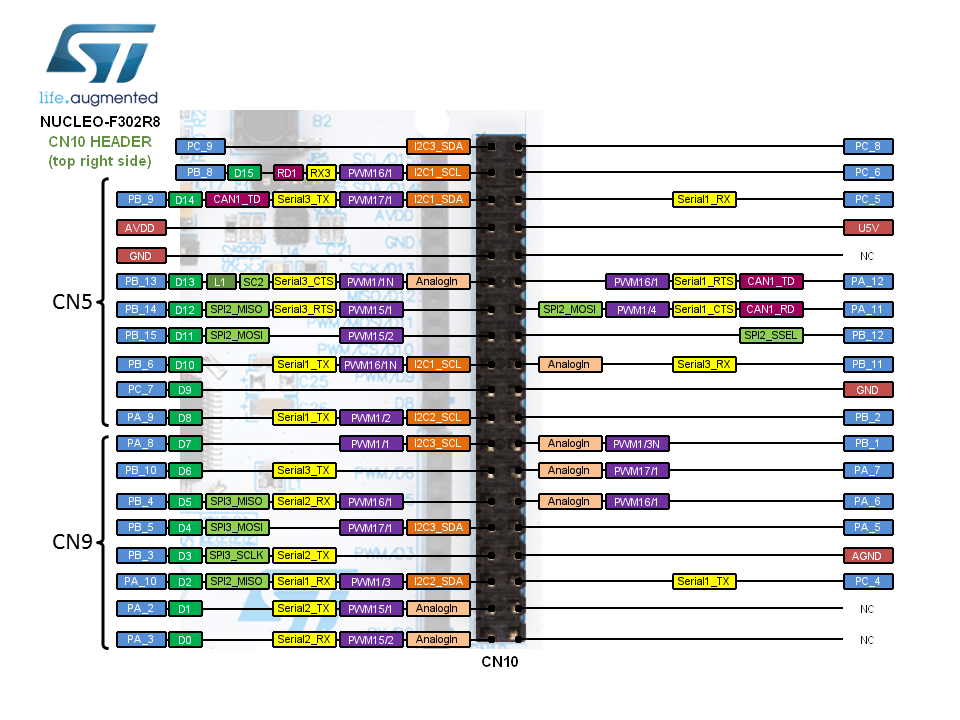 life.augmented
NUCLEO-F302R8
CN10 HEADER
(top right side)
B2
PC_9 I2C3_SDA PC_8
PB_8 D15 RD1 RX3 PWM16/1 I2C1_SCL PC_6
PB_9 D14 CAN1_TD Serial3_TX PWM17/1 I2C1_SDA Serial1_RX PC_5
AVDD U5V
GND NC
PB_13 D13 L1 SC2 Serial3_CTS PWM1/1N AnalogIn PWM16/1 Serial1_RTS CAN1_TD PA_12
CN5
PB_14 D12 SPI2_MISO Serial3_RTS PWM15/1 SPI2_MOSI PWM1/4 Serial1_CTS CAN1_RD PA_11
PB_15 D11 SPI2_MOSI PWM15/2 SPI2_SSEL PB_12
PB_6 D10 Serial1_TX PWM16/1N I2C1_SCL AnalogIn Serial3_RX PB_11
PC_7 D9 GND
PA_9 D8 Serial1_TX PWM1/2 I2C2_SCL PB_2
PA_8 D7 PWM1/1 I2C3_SCL AnalogIn PWM1/3N PB_1
PB_10 D6 Serial3_TX AnalogIn PWM17/1 PA_7
PB_4 D5 SPI3_MISO Serial2_RX PWM16/1 AnalogIn PWM16/1 PA_6
PB_5 D4 SPI3_MOSI PWM17/1 I2C3_SDA PA_5
CN9
PB_3 D3 SPI3_SCLK Serial2_TX AGND
PA_10 D2 SPI2_MISO Serial1_RX PWM1/3 I2C2_SDA Serial1_TX PC_4
PA_2 D1 Serial2_TX PWM15/1 AnalogIn NC
PA_3 D0 Serial2_RX PWM15/2 AnalogIn NC
CN10